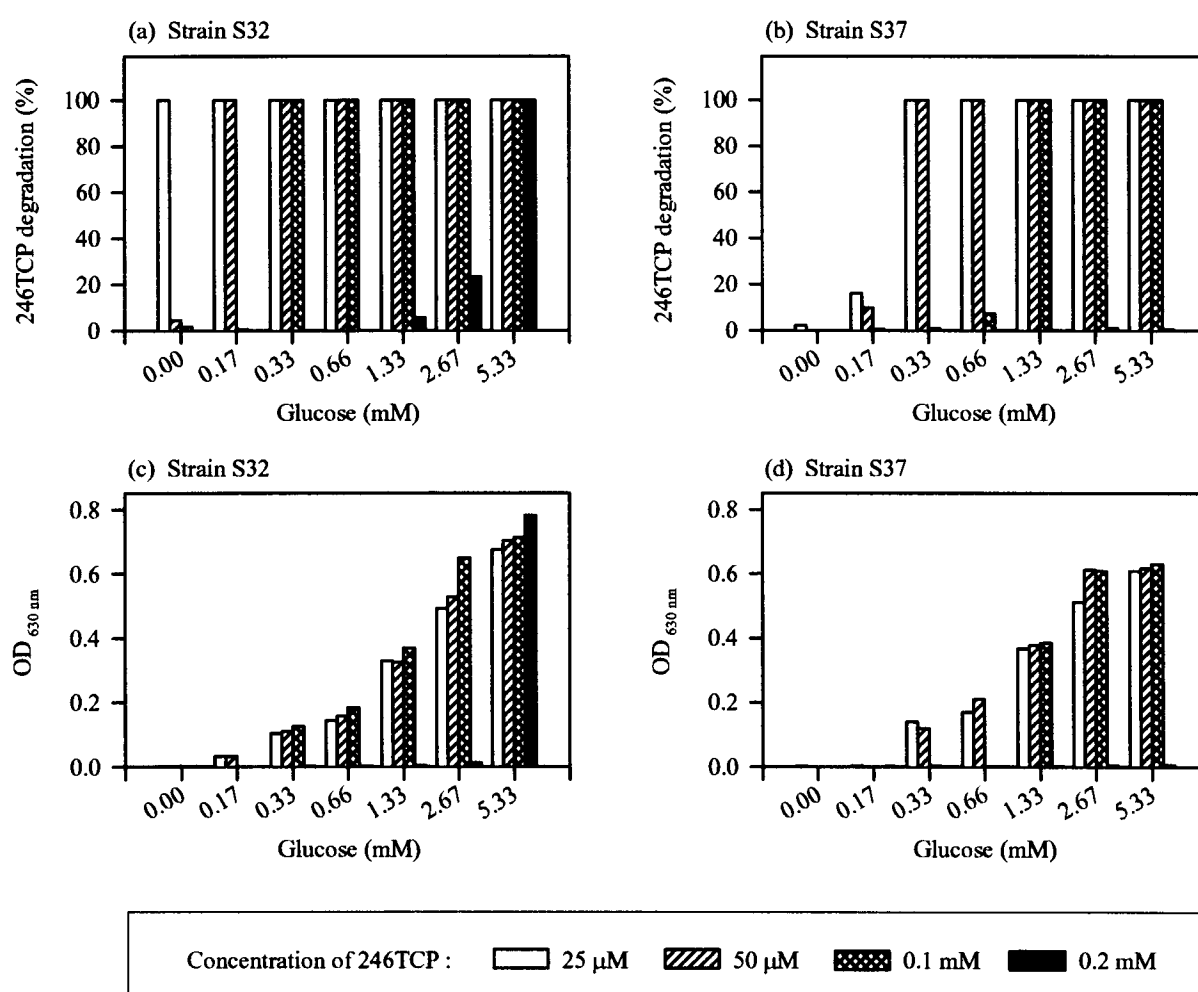 (a) Strain S32
246TCP degradation (%)
100
80
60
40
20
0
0.00 0.17 0.33 0.66 1.33 2.67 5.33
Glucose (mM)
(b) Strain S37
246TCP degradation (%)
100
80
60
40
20
0
0.00 0.17 0.33 0.66 1.33 2.67 5.33
Glucose (mM)
(c) Strain S32
OD630 nm
0.8
0.6
0.4
0.2
0.0
0.00 0.17 0.33 0.66 1.33 2.67 5.33
Glucose (mM)
(d) Strain S37
OD630 nm
0.8
0.6
0.4
0.2
0.0
0.00 0.17 0.33 0.66 1.33 2.67 5.33
Glucose (mM)
Concentration of 246TCP : 25 μM 50 μM 0.1 mM 0.2 mM